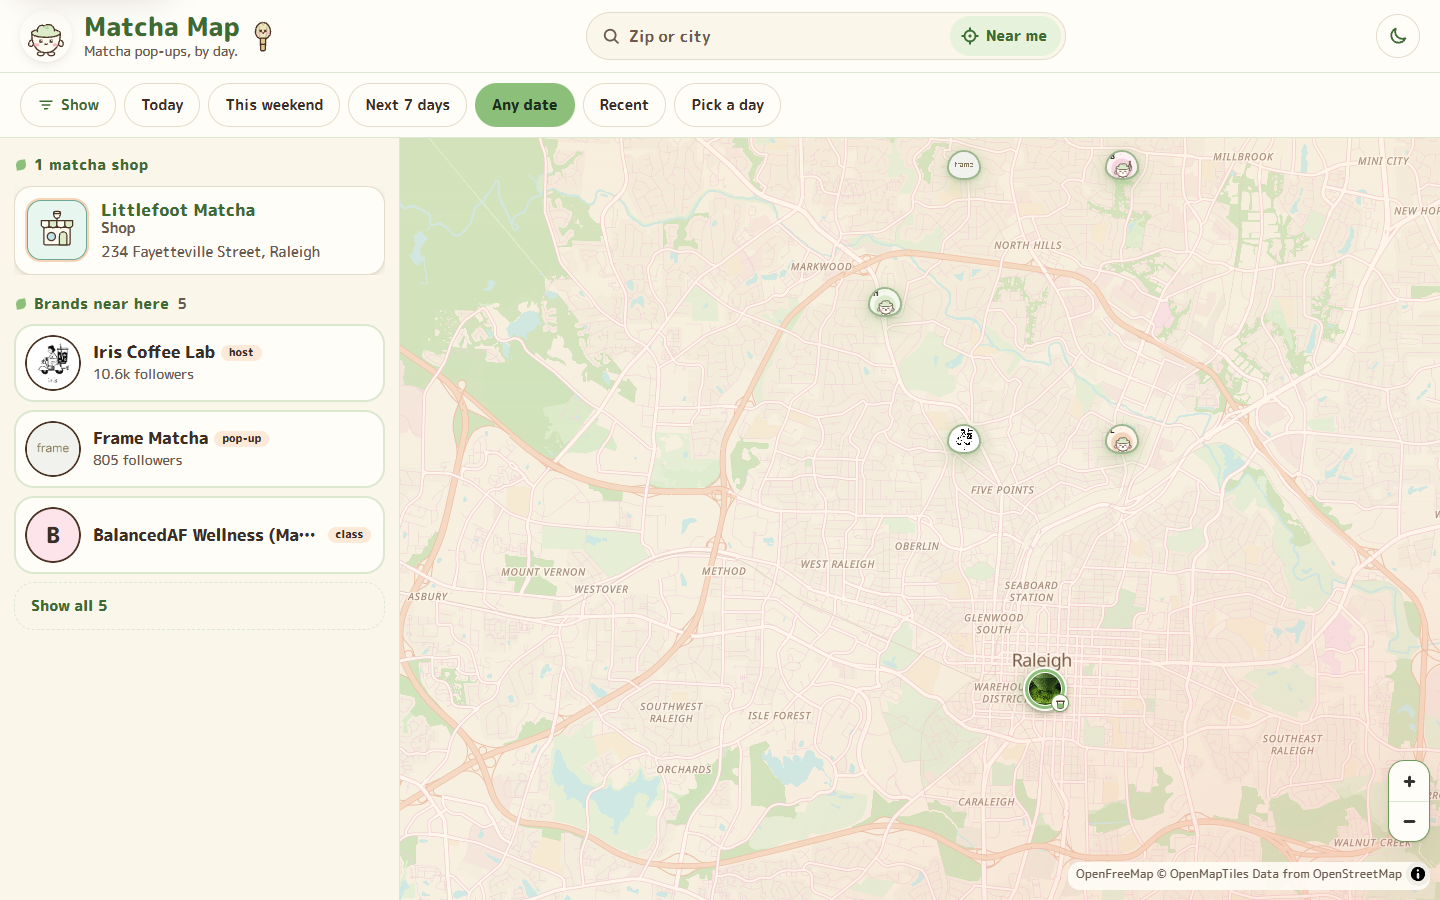 Matcha Map
Matcha pop-ups, by day.
Zip or city
Near me
Show
Today
This weekend
Next 7 days
Any date
Recent
Pick a day
1 matcha shop
Littlefoot Matcha
Shop
234 Fayetteville Street, Raleigh
Brands near here 5
Iris Coffee Lab host
10.6k followers
frame
Frame Matcha pop-up
805 followers
B
BalancedAF Wellness (Ma··· class
Show all 5
frame
MILLBROOK
MINI CITY
NEW HOP
NORTH HILLS
MARKWOOD
FIVE POINTS
OBERLIN
WEST RALEIGH
METHOD
MOUNT VERNON
WESTOVER
ASBURY
SEABOARD
STATION
GLENWOOD
SOUTH
Raleigh
SOUTHWEST
RALEIGH
ISLE FOREST
SOUTHEAST
RALEIGH
ORCHARDS
CARALEIGH
WALNUT CREEK
+
−
OpenFreeMap © OpenMapTiles Data from OpenStreetMap